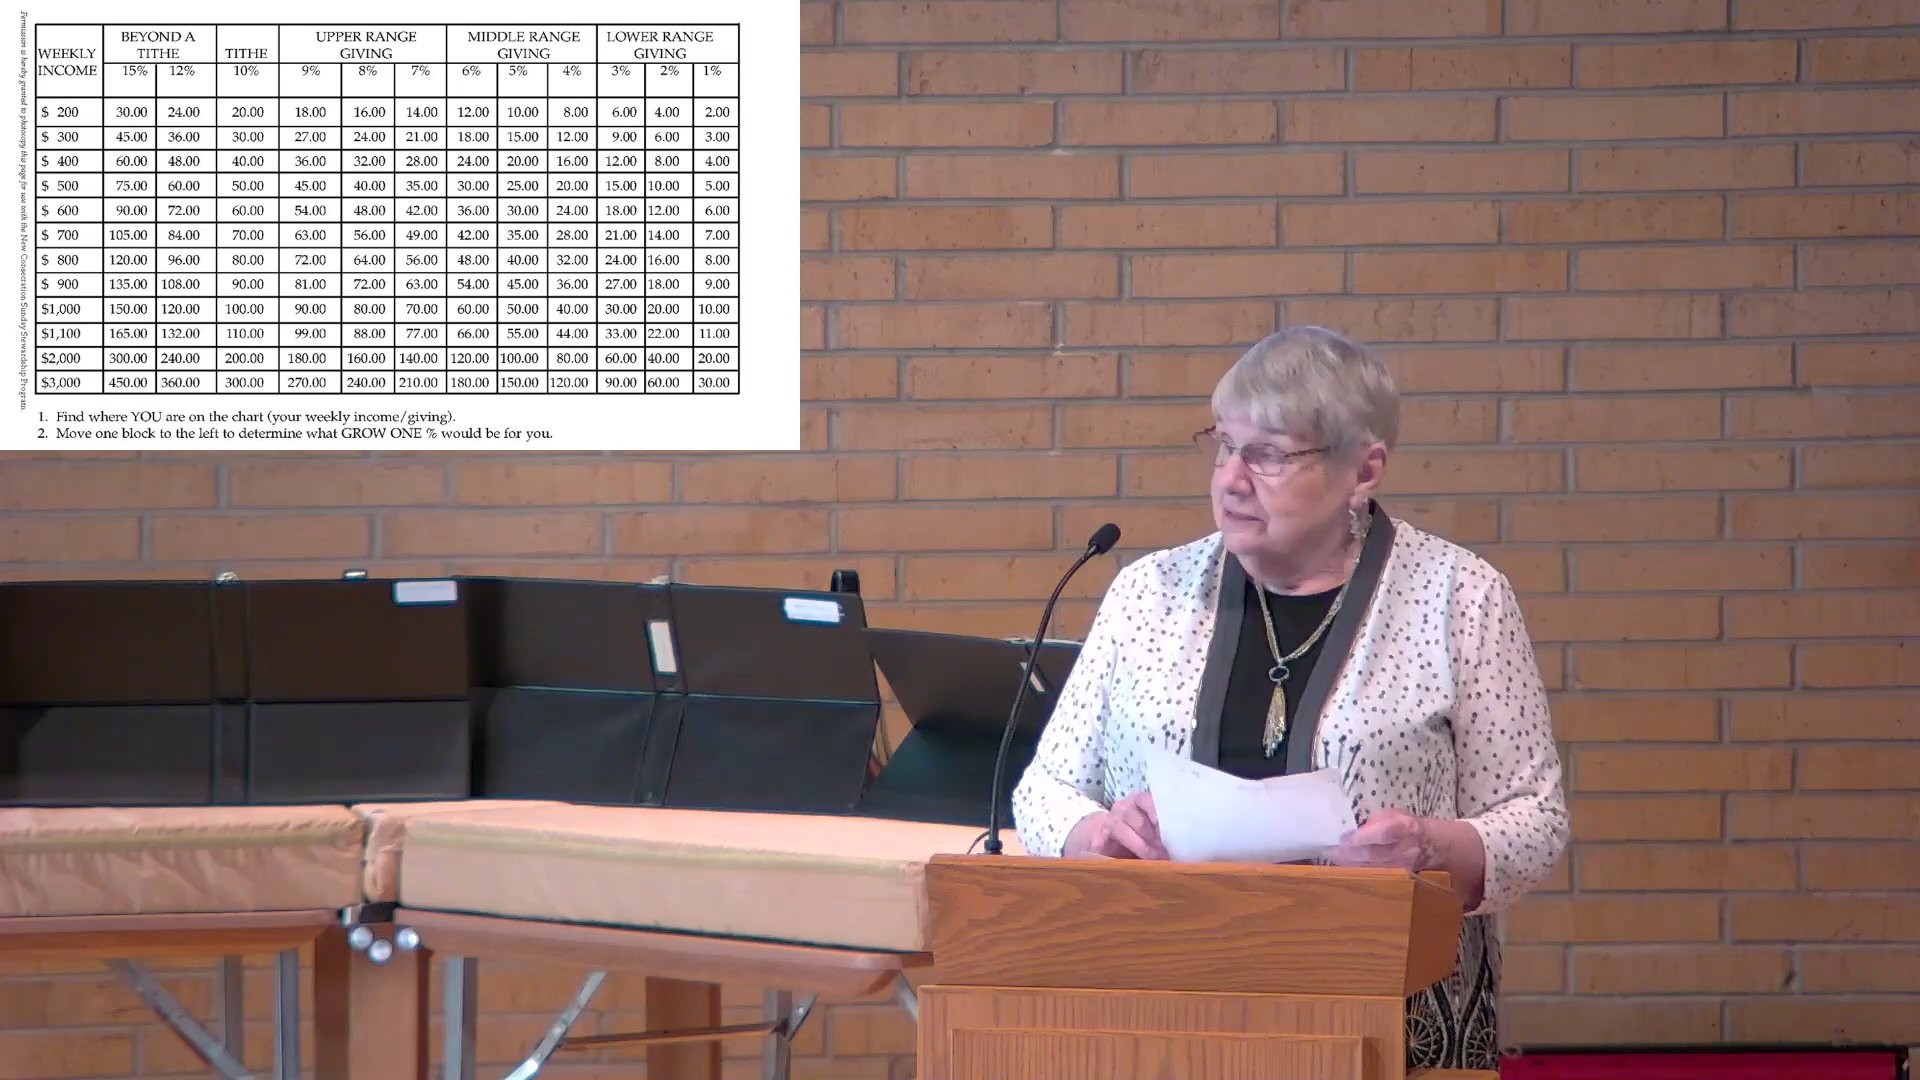 Permission is hereby granted to photocopy this page for use with the New Consecration Sunday Stewardship Program.
BEYOND A UPPER RANGE MIDDLE RANGE LOWER RANGE
WEEKLY TITHE TITHE GIVING GIVING GIVING
INCOME 15% 12% 10% 9% 8% 7% 6% 5% 4% 3% 2% 1%
$ 200 30.00 24.00 20.00 18.00 16.00 14.00 12.00 10.00 8.00 6.00 4.00 2.00
$ 300 45.00 36.00 30.00 27.00 24.00 21.00 18.00 15.00 12.00 9.00 6.00 3.00
$ 400 60.00 48.00 40.00 36.00 32.00 28.00 24.00 20.00 16.00 12.00 8.00 4.00
$ 500 75.00 60.00 50.00 45.00 40.00 35.00 30.00 25.00 20.00 15.00 10.00 5.00
$ 600 90.00 72.00 60.00 54.00 48.00 42.00 36.00 30.00 24.00 18.00 12.00 6.00
$ 700 105.00 84.00 70.00 63.00 56.00 49.00 42.00 35.00 28.00 21.00 14.00 7.00
$ 800 120.00 96.00 80.00 72.00 64.00 56.00 48.00 40.00 32.00 24.00 16.00 8.00
$ 900 135.00 108.00 90.00 81.00 72.00 63.00 54.00 45.00 36.00 27.00 18.00 9.00
$1,000 150.00 120.00 100.00 90.00 80.00 70.00 60.00 50.00 40.00 30.00 20.00 10.00
$1,100 165.00 132.00 110.00 99.00 88.00 77.00 66.00 55.00 44.00 33.00 22.00 11.00
$2,000 300.00 240.00 200.00 180.00 160.00 140.00 120.00 100.00 80.00 60.00 40.00 20.00
$3,000 450.00 360.00 300.00 270.00 240.00 210.00 180.00 150.00 120.00 90.00 60.00 30.00
1. Find where YOU are on the chart (your weekly income/giving).
2. Move one block to the left to determine what GROW ONE % would be for you.